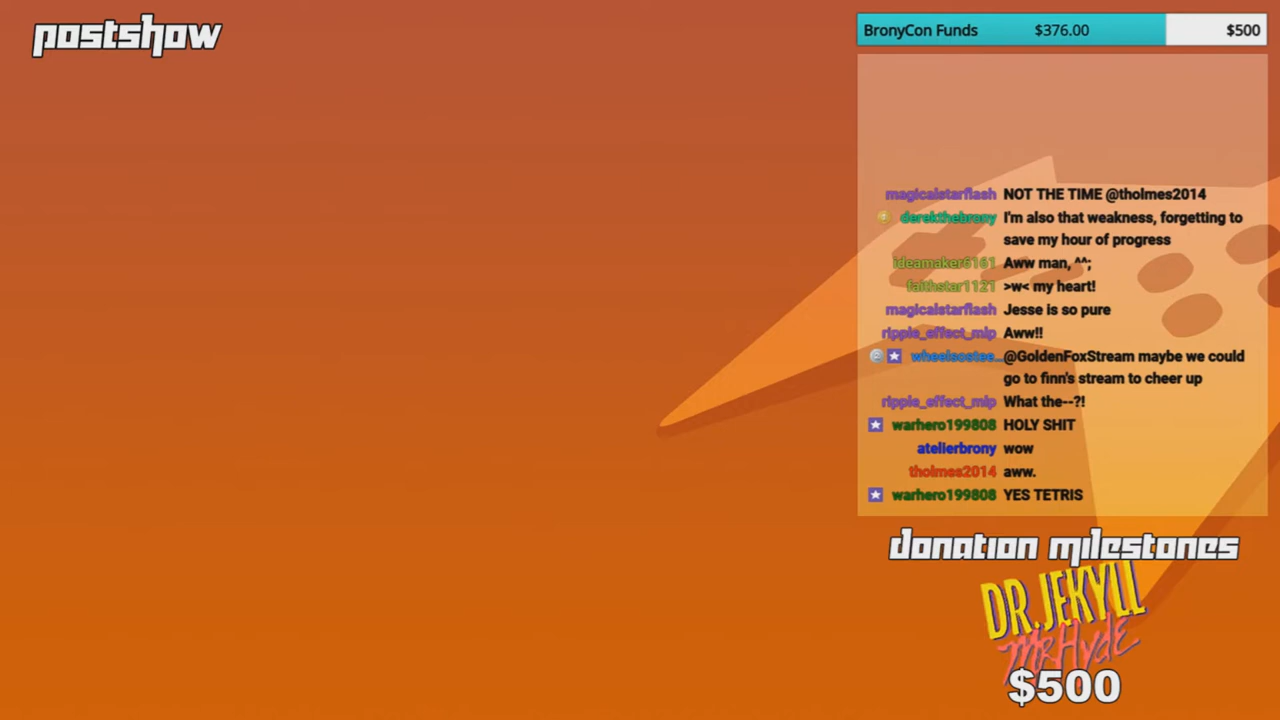 postshow
BronyCon Funds $376.00 $500
magicalstarflash NOT THE TIME @tholmes2014
derekthebrony I'm also that weakness, forgetting to
save my hour of progress
ideamaker6161 Aww man, ^^;
faithstar1121 >w< my heart!
magicalstarflash Jesse is so pure
ripple_effect_mlp Aww!!
wheelsostee... @GoldenFoxStream maybe we could
go to finn's stream to cheer up
ripple_effect_mlp What the--?!
warhero199808 HOLY SHIT
atelierbrony wow
tholmes2014 aww.
warhero199808 YES TETRIS
donation milestones
DR. JEKYLL
Mr Hyde
$500